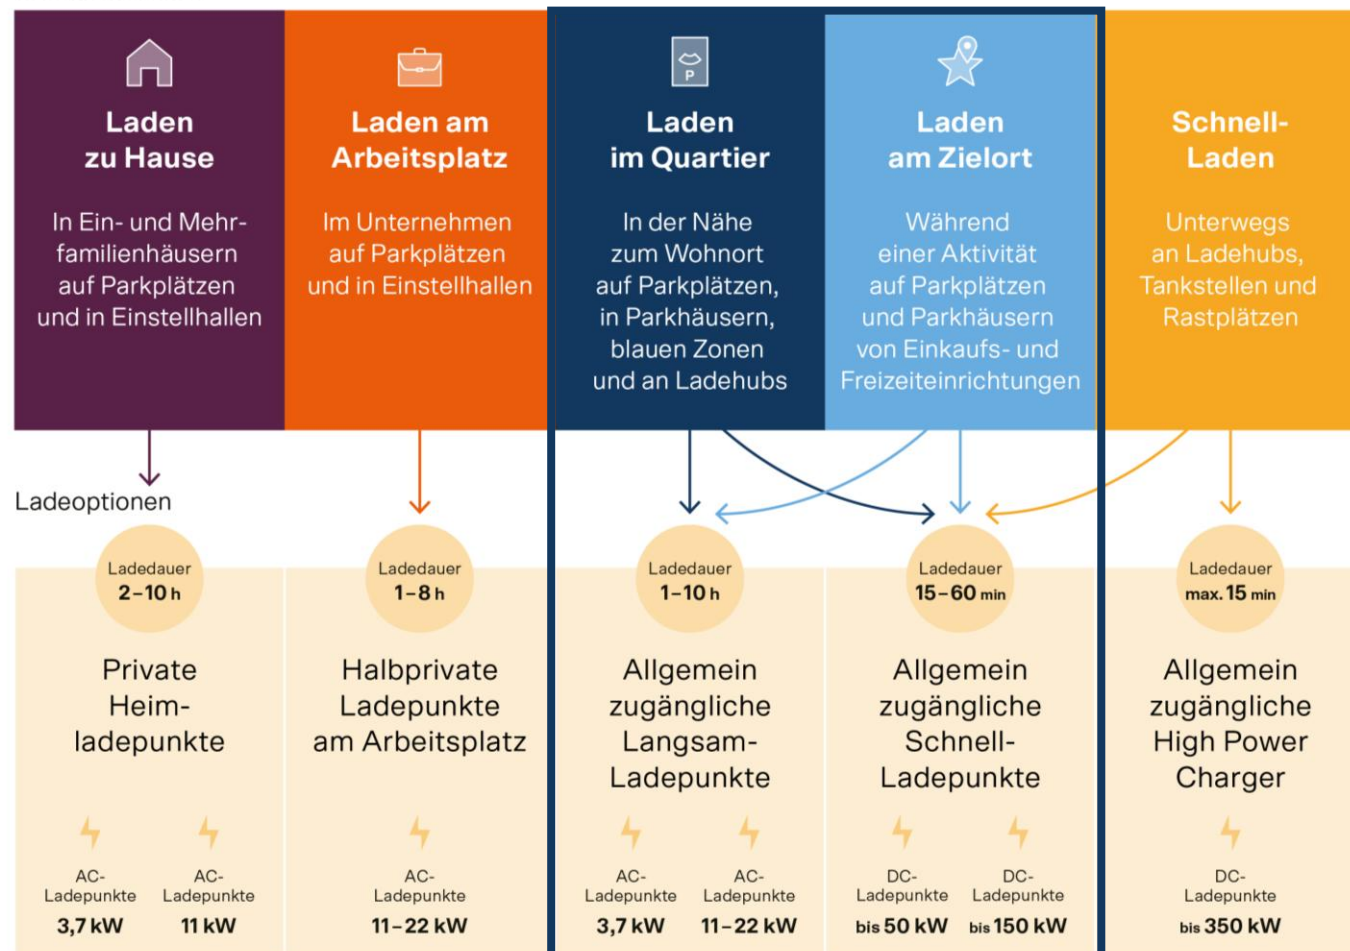 Laden
zu Hause
In Ein- und Mehr-
familienhäusern
auf Parkplätzen
und in Einstellhallen
Laden am
Arbeitsplatz
Im Unternehmen
auf Parkplätzen
und in Einstellhallen
P
Laden
im Quartier
In der Nähe
zum Wohnort
auf Parkplätzen,
in Parkhäusern,
blauen Zonen
und an Ladehubs
Laden
am Zielort
Während
einer Aktivität
auf Parkplätzen
und Parkhäusern
von Einkaufs- und
Freizeiteinrichtungen
Schnell-
Laden
Unterwegs
an Ladehubs,
Tankstellen und
Rastplätzen
Ladeoptionen
Ladedauer
2–10 h
Private
Heim-
ladepunkte
AC-
Ladepunkte
3,7 kW
AC-
Ladepunkte
11 kW
Ladedauer
1–8 h
Halbprivate
Ladepunkte
am Arbeitsplatz
AC-
Ladepunkte
11–22 kW
Ladedauer
1–10 h
Allgemein
zugängliche
Langsam-
Ladepunkte
AC-
Ladepunkte
3,7 kW
AC-
Ladepunkte
11–22 kW
Ladedauer
15–60 min
Allgemein
zugängliche
Schnell-
Ladepunkte
DC-
Ladepunkte
bis 50 kW
DC-
Ladepunkte
bis 150 kW
Ladedauer
max. 15 min
Allgemein
zugängliche
High Power
Charger
DC-
Ladepunkte
bis 350 kW